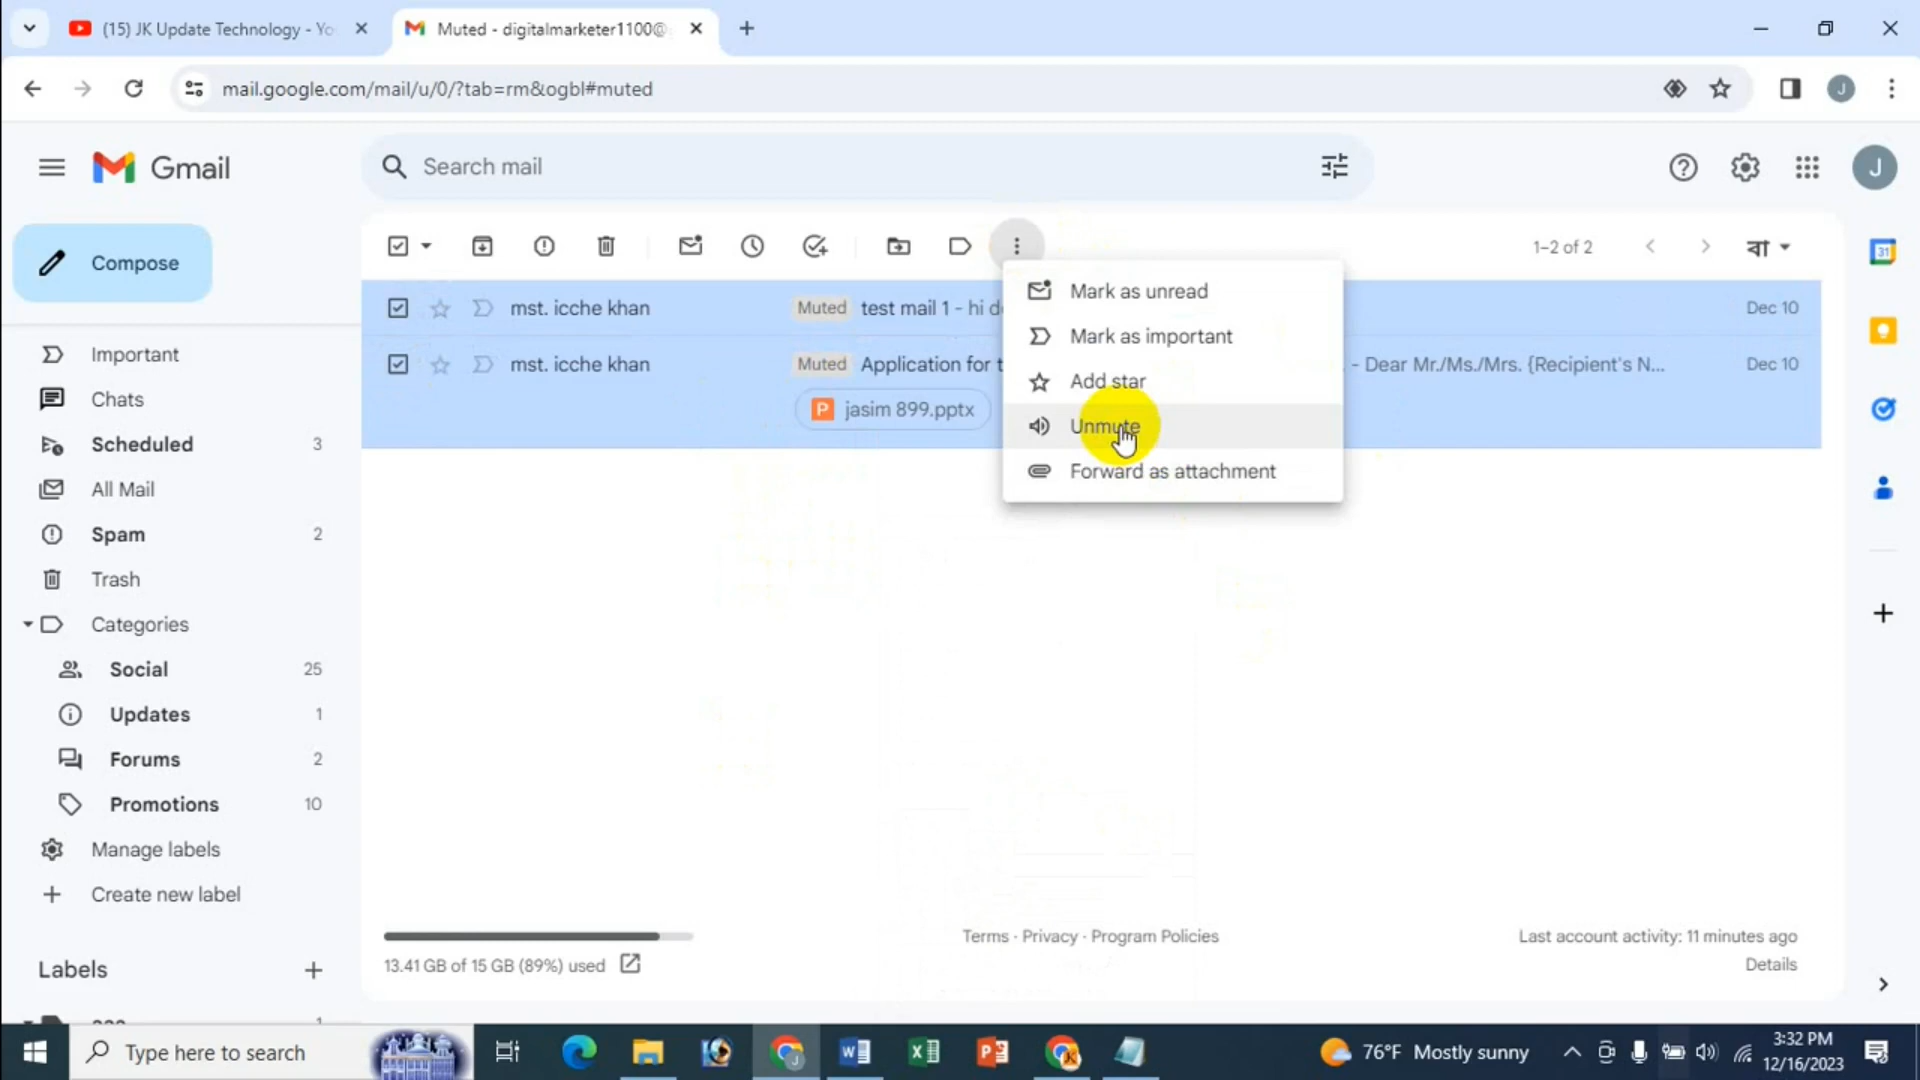 (15) JK Update Technology - Yo
Muted - digitalmarketer1100@
mail.google.com/mail/u/0/?tab=rm&ogbl#muted
J
Gmail
Search mail
J
Compose
1–2 of 2
বা
31
Important
Chats
Scheduled 3
All Mail
Spam 2
Trash
Categories
Social 25
Updates 1
Forums 2
Promotions 10
Manage labels
Create new label
Labels
mst. icche khan Muted test mail 1 - hi Dec 10
mst. icche khan Muted Application for - Dear Mr./Ms./Mrs. {Recipient's N... Dec 10
P jasim 899.pptx
Mark as unread
Mark as important
Add star
Unmute
Forward as attachment
13.41 GB of 15 GB (89%) used
Terms · Privacy · Program Policies
Last account activity: 11 minutes ago
Details
Type here to search
76°F Mostly sunny
3:32 PM
12/16/2023